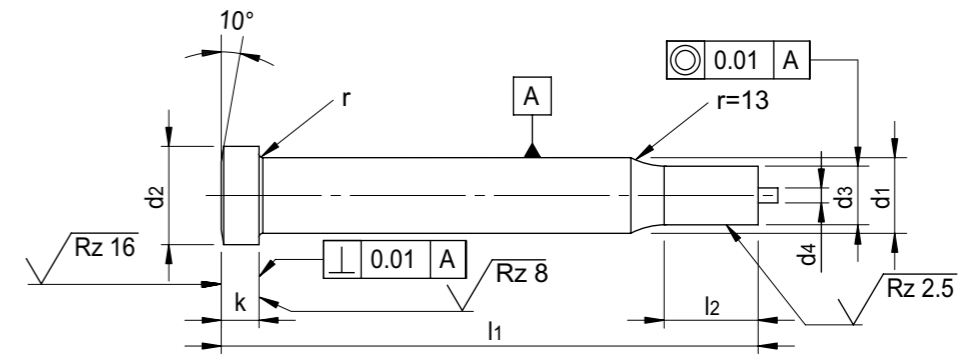 10°
r
A
r=13
◎ 0.01 A
d2
d3
d1
d4
Rz 16
⊥ 0.01 A
Rz 8
Rz 2.5
k
l2
l1